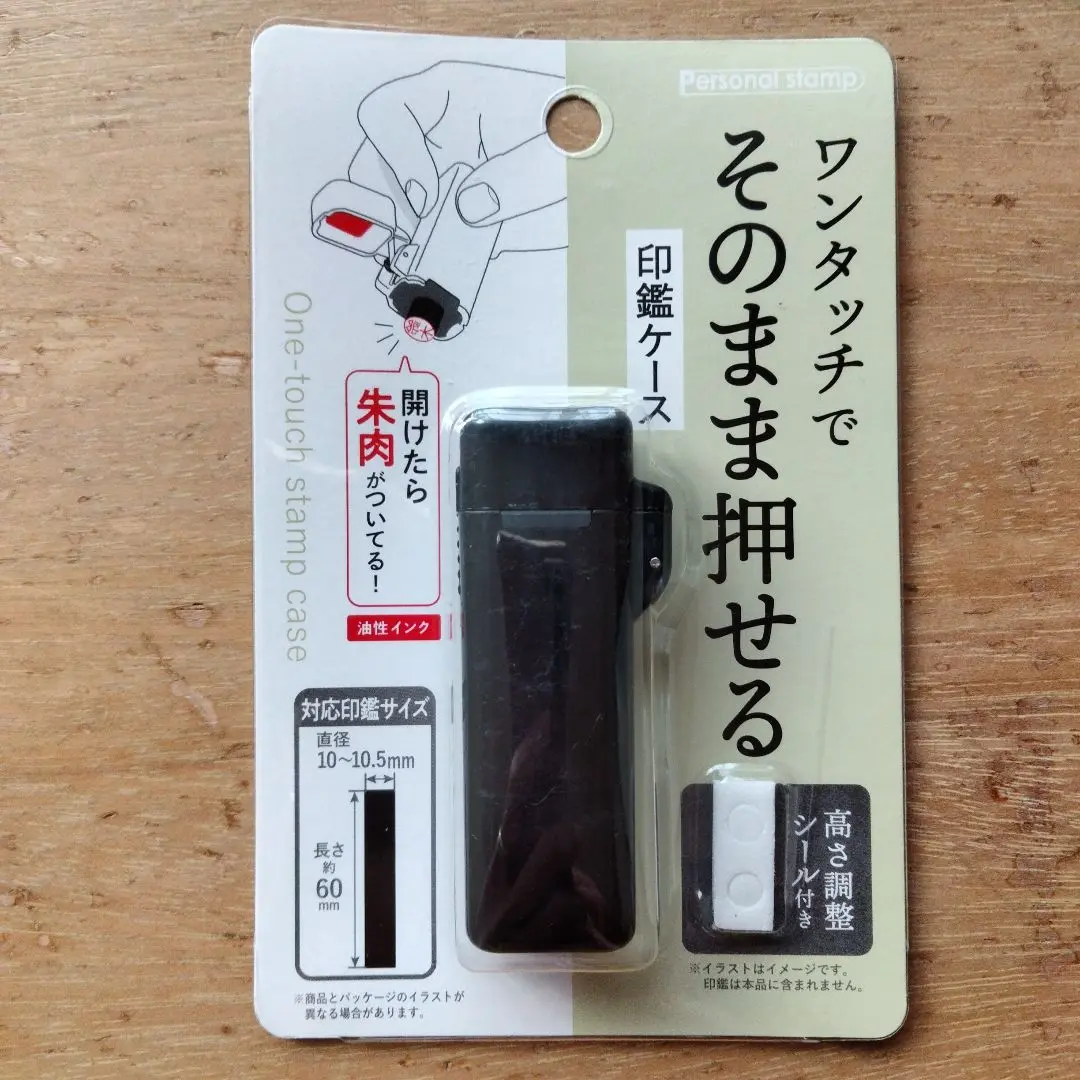 Personal stamp
ワンタッチで
そのまま押せる
印鑑ケース
One-touch stamp case
開けたら
朱肉がついてる!
油性インク
対応印鑑サイズ
直径
10~10.5mm
長さ
約
60
mm
高さ調整
シール付き
※イラストはイメージです。
印鑑は本品に含まれません。
※商品とパッケージのイラストが
異なる場合があります。